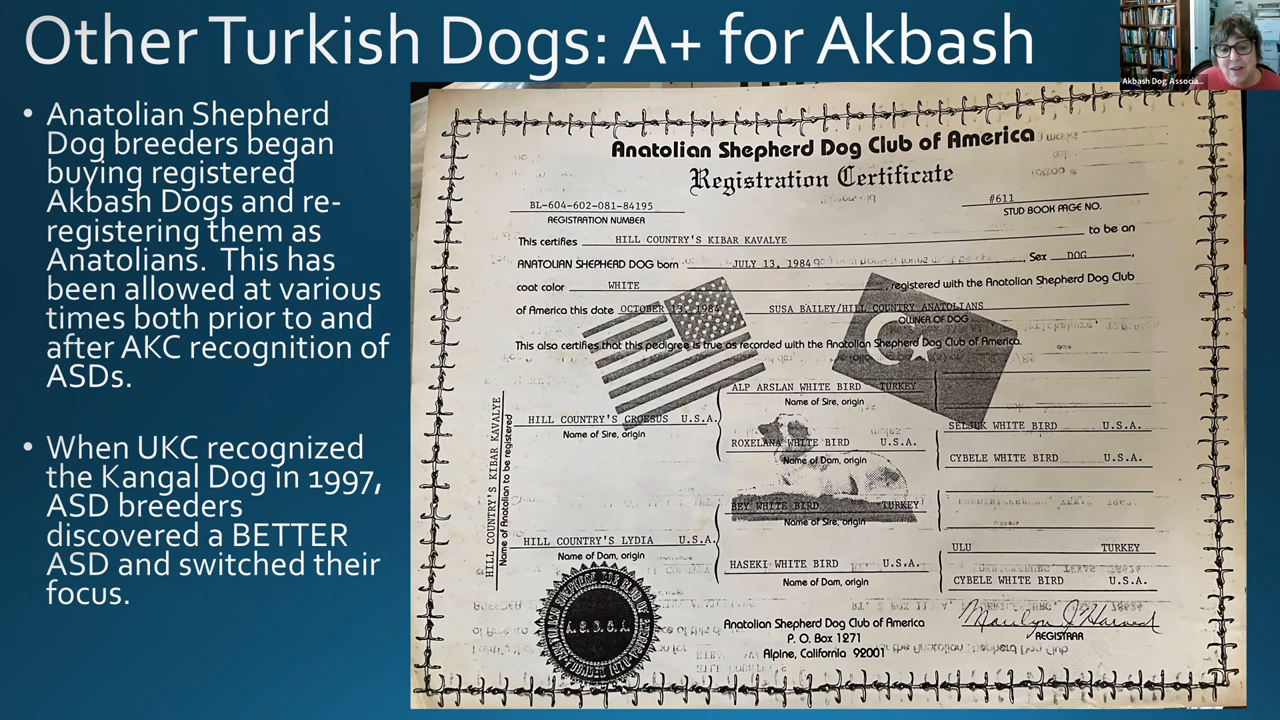 Other Turkish Dogs: A+ for Akbash
Akbash Dog Associa...
• Anatolian Shepherd
Dog breeders began
buying registered
Akbash Dogs and re-
registering them as
Anatolians. This has
been allowed at various
times both prior to and
after AKC recognition of
ASDs.
• When UKC recognized
the Kangal Dog in 1997,
ASD breeders
discovered a BETTER
ASD and switched their
focus.
Anatolian Shepherd Dog Club of America
Registration Certificate
BL-604-602-081-84195
REGISTRATION NUMBER
#611
STUD BOOK PAGE NO.
This certifies HILL COUNTRY'S KIBAR KAVALYE to be an
ANATOLIAN SHEPHERD DOG born JULY 13, 1984, Sex DOG,
coat color WHITE, registered with the Anatolian Shepherd Dog Club
of America this date OCTOBER 13, 1984 SUSA BAILEY/HILL COUNTRY ANATOLIANS
OWNER OF DOG
This also certifies that this pedigree is true as recorded with the Anatolian Shepherd Dog Club of America.
HILL COUNTRY'S KIBAR KAVALYE
Name of Anatolian to be registered
HILL COUNTRY'S CROESUS U.S.A.
Name of Sire, origin
ALP ARSLAN WHITE BIRD TURKEY
Name of Sire, origin
ROXELANA WHITE BIRD U.S.A.
Name of Dam, origin
SELJUK WHITE BIRD U.S.A.
CYBELE WHITE BIRD U.S.A.
HILL COUNTRY'S LYDIA U.S.A.
Name of Dam, origin
BEY WHITE BIRD TURKEY
Name of Sire, origin
HASEKI WHITE BIRD U.S.A.
Name of Dam, origin
ULU TURKEY
CYBELE WHITE BIRD U.S.A.
A.S.D.C.A.
Anatolian Shepherd Dog Club of America
P. O. Box 1271
Alpine, California 92001
REGISTRAR